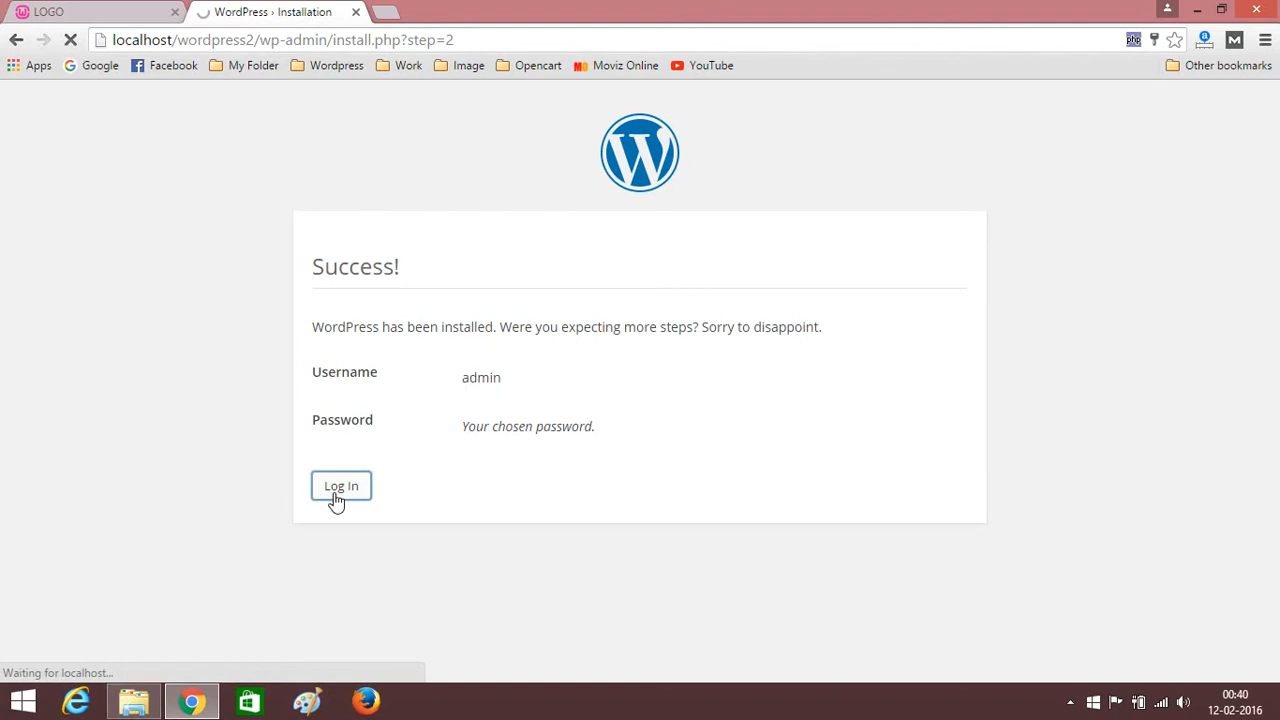 LOGO
WordPress › Installation
localhost/wordpress2/wp-admin/install.php?step=2
php
a
M
Apps
Google
Facebook
My Folder
Wordpress
Work
Image
Opencart
Moviz Online
YouTube
Other bookmarks
W
Success!
WordPress has been installed. Were you expecting more steps? Sorry to disappoint.
Username
admin
Password
Your chosen password.
Log In
Waiting for localhost...
00:40
12-02-2016